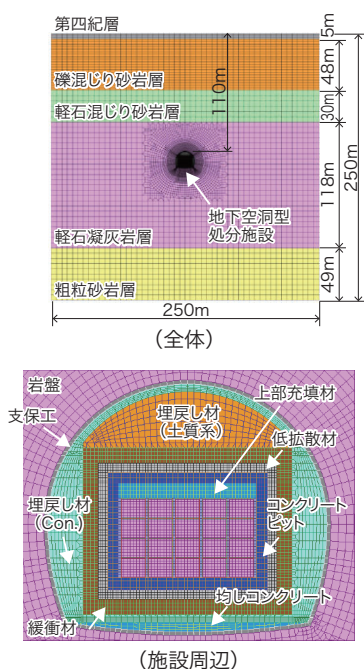 第四紀層
礫混じり砂岩層
軽石混じり砂岩層
110m
地下空洞型
処分施設
軽石凝灰岩層
粗粒砂岩層
5m
48m
30m
118m
49m
250m
250m
（全体）
岩盤
支保工
埋戻し材
（土質系）
上部充填材
低拡散材
埋戻し材
（Con.）
コンクリート
ピット
均しコンクリート
緩衝材
（施設周辺）